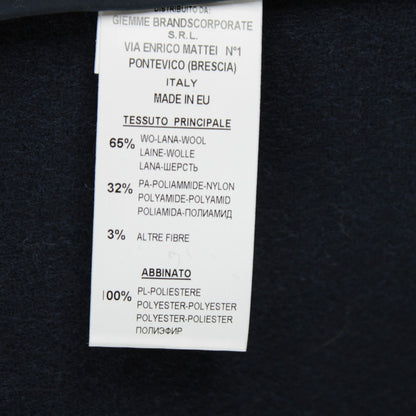 DISTRIBUITO DA:
GIEMME BRANDSCORPORATE
S.R.L.
VIA ENRICO MATTEI N°1
PONTEVICO (BRESCIA)
ITALY
MADE IN EU
TESSUTO PRINCIPALE
65% WO-LANA-WOOL
LAINE-WOLLE
LANA-ШЕРСТЬ
32% PA-POLIAMMIDE-NYLON
POLYAMIDE-POLYAMID
POLIAMIDA-ПОЛИАМИД
3% ALTRE FIBRE
ABBINATO
100% PL-POLIESTERE
POLYESTER-POLYESTER
POLYESTER-POLIESTER
ПОЛИЭФИР